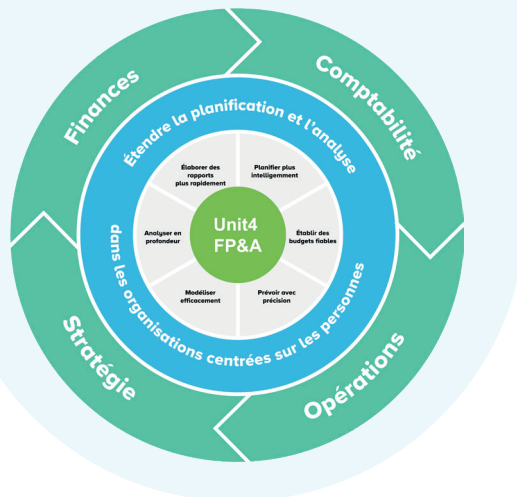 Finances
Comptabilité
Opérations
Stratégie
Étendre la planification et l'analyse
dans les organisations centrées sur les personnes
Élaborer des
rapports
plus rapidement
Planifier plus
intelligemment
Établir des
budgets fiables
Prévoir avec
précision
Modéliser
efficacement
Analyser en
profondeur
Unit4
FP&A